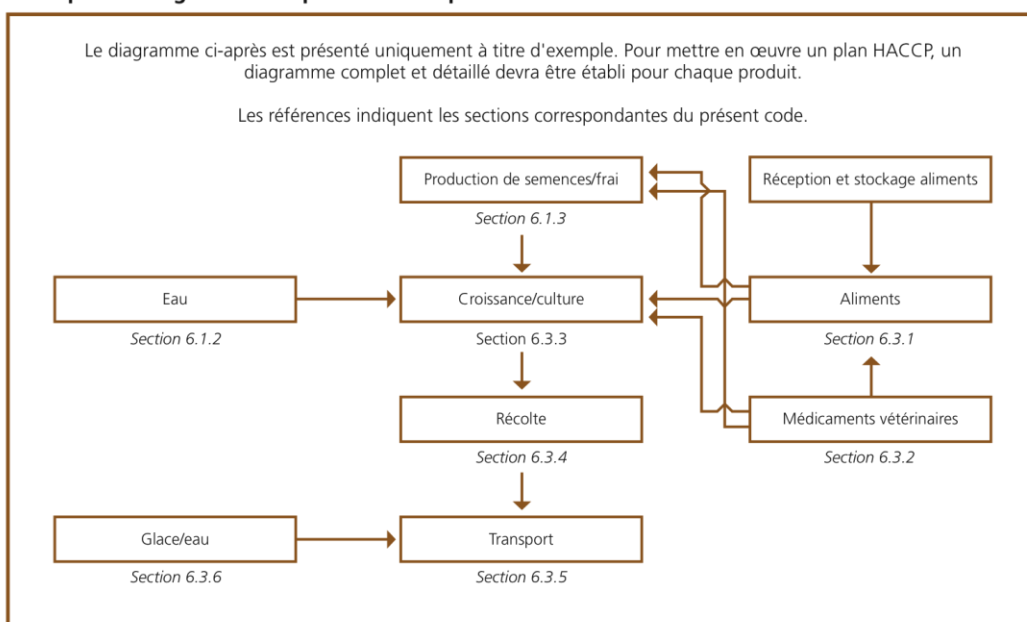 Le diagramme ci-après est présenté uniquement à titre d'exemple. Pour mettre en œuvre un plan HACCP, un
diagramme complet et détaillé devra être établi pour chaque produit.
Les références indiquent les sections correspondantes du présent code.
Production de semences/frai
Section 6.1.3
Réception et stockage aliments
Eau
Section 6.1.2
Croissance/culture
Section 6.3.3
Aliments
Section 6.3.1
Récolte
Section 6.3.4
Médicaments vétérinaires
Section 6.3.2
Glace/eau
Section 6.3.6
Transport
Section 6.3.5